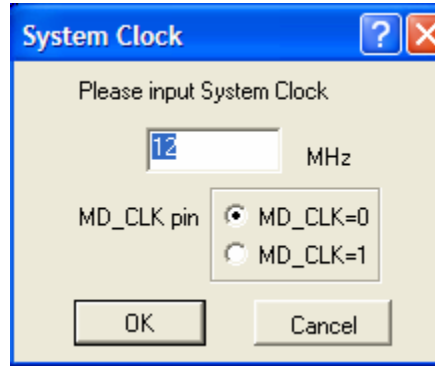 System Clock
Please input System Clock
12 MHz
MD_CLK pin
MD_CLK=0
MD_CLK=1
OK Cancel